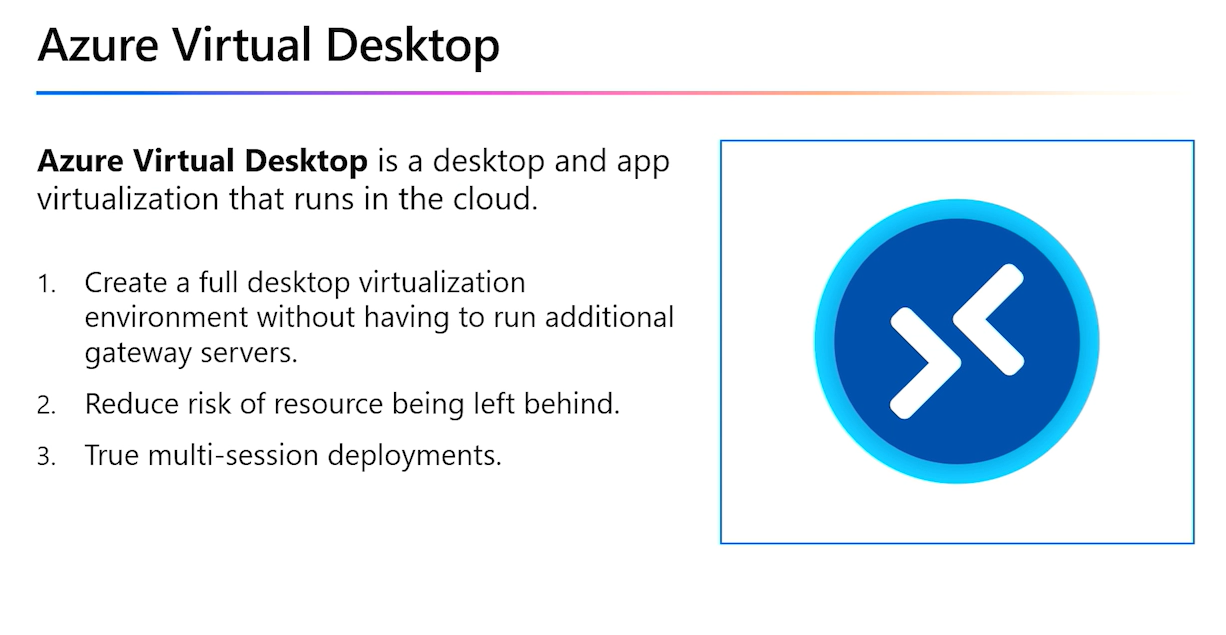 Azure Virtual Desktop
Azure Virtual Desktop is a desktop and app
virtualization that runs in the cloud.
1. Create a full desktop virtualization
environment without having to run additional
gateway servers.
2. Reduce risk of resource being left behind.
3. True multi-session deployments.